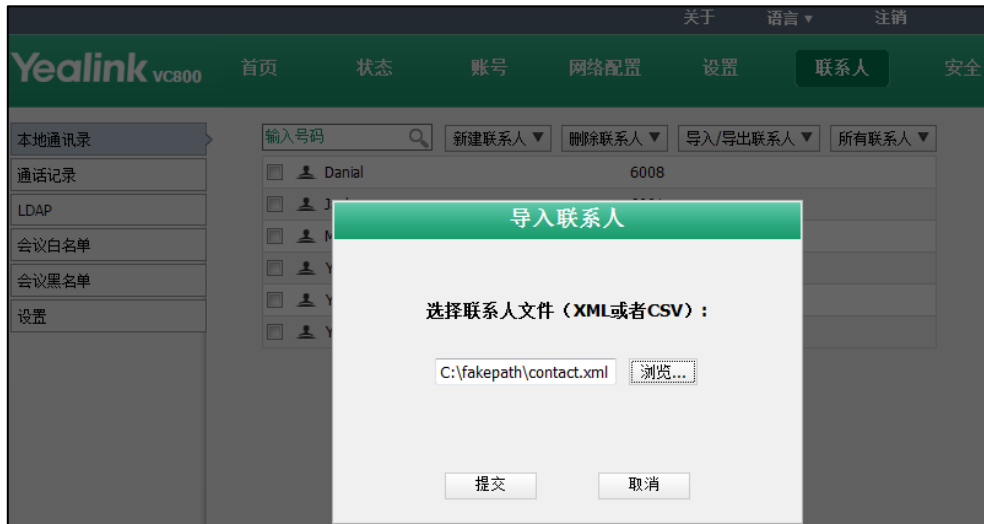 关于 语言 ▼ 注销
Yealink VC800 首页 状态 账号 网络配置 设置 联系人 安全
本地通讯录
通话记录
LDAP
会议白名单
会议黑名单
设置
输入号码 新建联系人 ▼ 删除联系人 ▼ 导入/导出联系人 ▼ 所有联系人 ▼
Danial 6008
导入联系人
选择联系人文件（XML或者CSV）:
C:\fakepath\contact.xml 浏览...
提交 取消